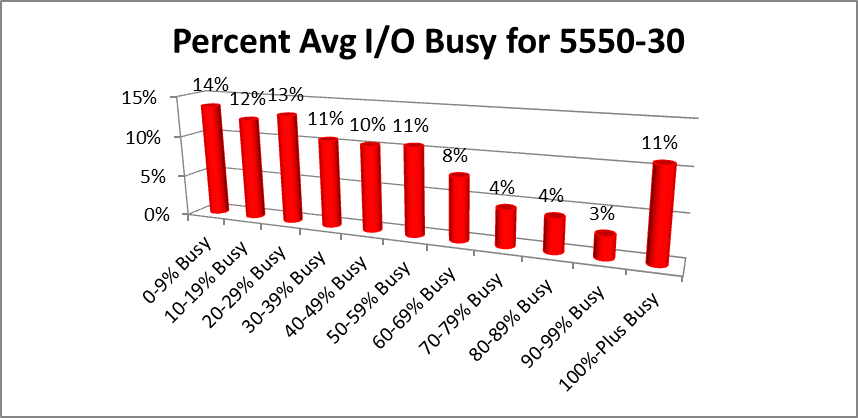 Percent Avg I/O Busy for 5550-30
15%
10%
5%
0%
14%
12%
13%
11%
10%
11%
8%
4%
4%
3%
11%
0-9% Busy
10-19% Busy
20-29% Busy
30-39% Busy
40-49% Busy
50-59% Busy
60-69% Busy
70-79% Busy
80-89% Busy
90-99% Busy
100%-Plus Busy